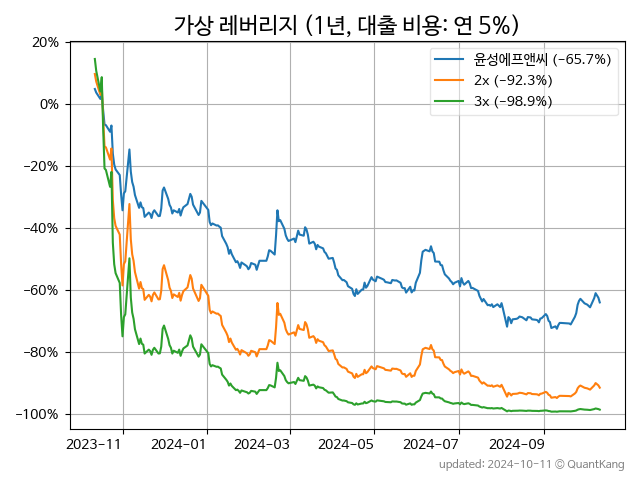 가상 레버리지 (1년, 대출 비용: 연 5%)
20%
0%
−20%
−40%
−60%
−80%
−100%
윤성에프앤씨 (-65.7%)
2x (-92.3%)
3x (-98.9%)
2023-11
2024-01
2024-03
2024-05
2024-07
2024-09
updated: 2024-10-11 © QuantKang